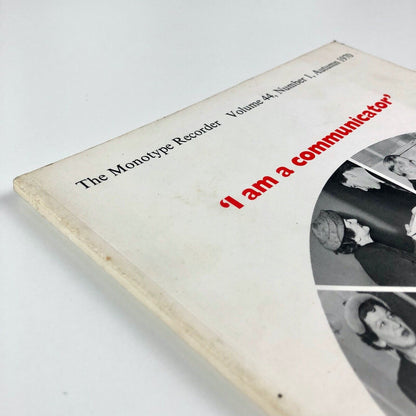 The Monotype Recorder Volume 44, Number 1, Autumn 1970
'I am a communicator'